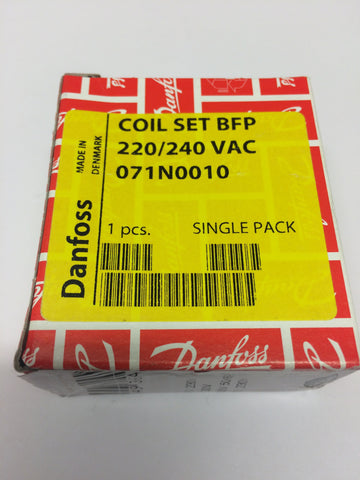 COIL SET BFP
220/240 VAC
071N0010
1 pcs. SINGLE PACK
Danfoss
MADE IN
DENMARK
Danfoss
Danfoss